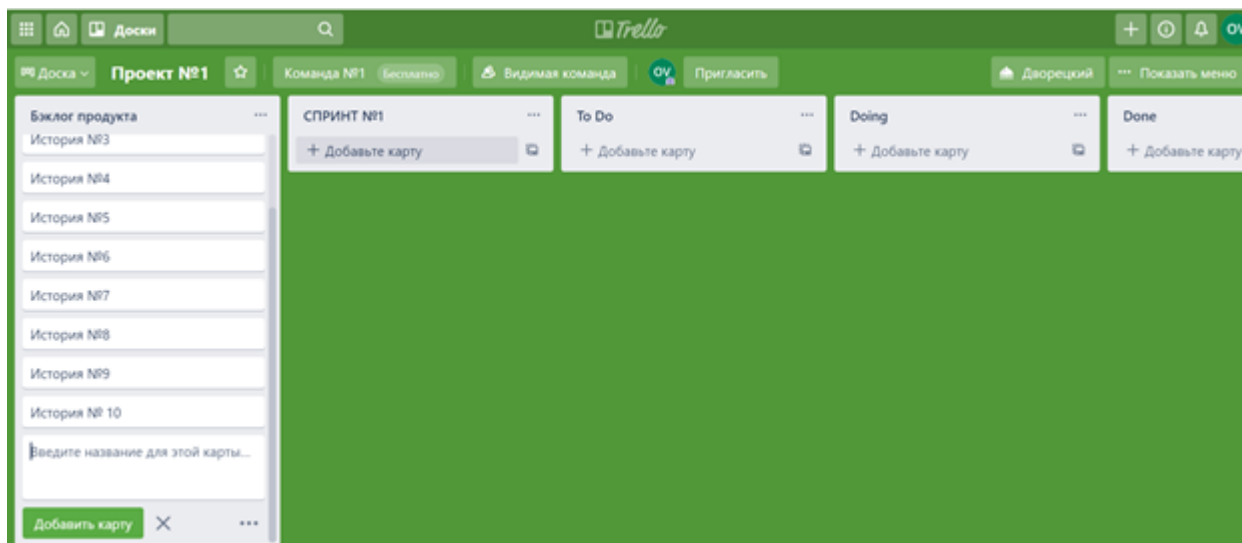 Доски
Trello
OV
Доска
Проект №1
Команда №1 Бесплатно
Видимая команда
OV
Пригласить
Дворецкий
Показать меню
Бэклог продукта
История №3
История №4
История №5
История №6
История №7
История №8
История №9
История № 10
Введите название для этой карты...
Добавить карту
СПРИНТ №1
+ Добавьте карту
To Do
+ Добавьте карту
Doing
+ Добавьте карту
Done
+ Добавьте карту